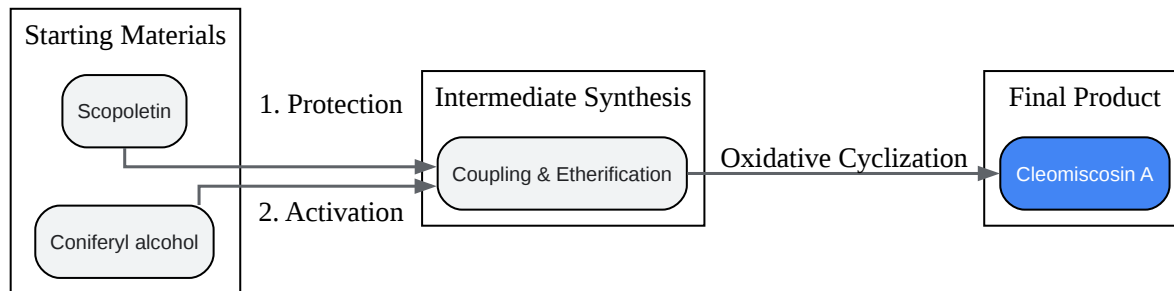 Starting Materials
Scopoletin
Coniferyl alcohol
1. Protection
2. Activation
Intermediate Synthesis
Coupling & Etherification
Oxidative Cyclization
Final Product
Cleomiscosin A